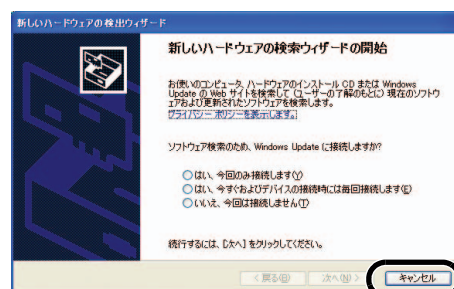 新しいハードウェアの検出ウィザード
新しいハードウェアの検索ウィザードの開始
お使いのコンピュータ、ハードウェアのインストール CD または Windows
Update の Web サイトを検索して (ユーザーの了解のもとに) 現在のソフトウ
ェアおよび更新されたソフトウェアを検索します。
プライバシー ポリシーを表示します。
ソフトウェア検索のため、Windows Update に接続しますか?
はい、今回のみ接続します(Y)
はい、今すぐおよびデバイスの接続時には毎回接続します(E)
いいえ、今回は接続しません(T)
続行するには、[次へ] をクリックしてください。
< 戻る(B)
次へ(N) >
キャンセル